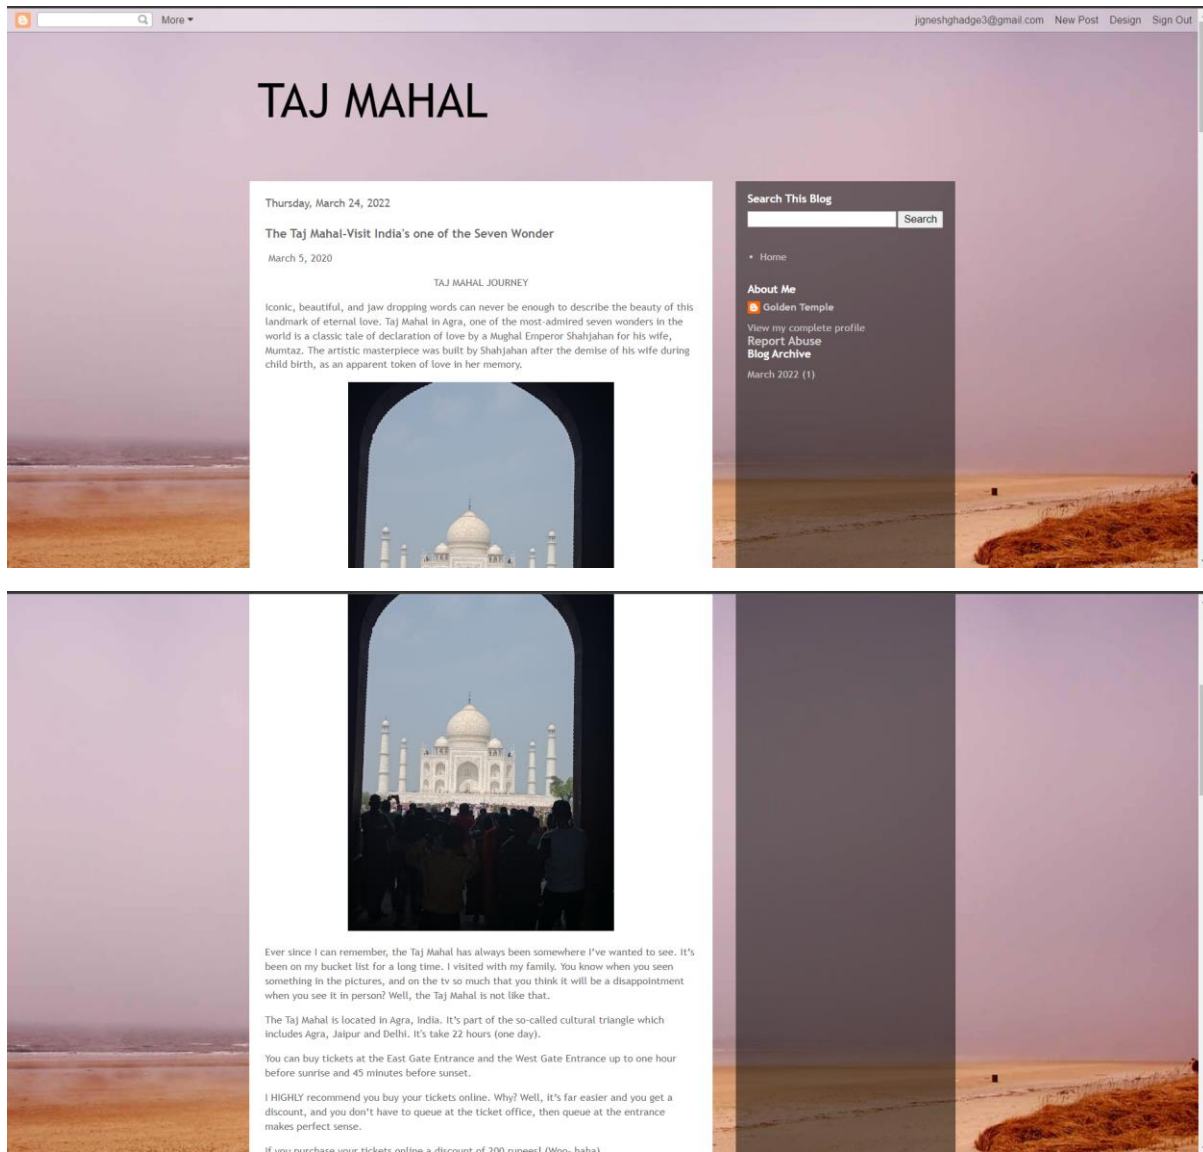 More
jigneshghadge3@gmail.com New Post Design Sign Out
TAJ MAHAL
Thursday, March 24, 2022
The Taj Mahal-Visit India's one of the Seven Wonder
March 5, 2020
TAJ MAHAL JOURNEY
Iconic, beautiful, and jaw dropping words can never be enough to describe the beauty of this
landmark of eternal love. Taj Mahal in Agra, one of the most-admired seven wonders in the
world is a classic tale of declaration of love by a Mughal Emperor Shahjahan for his wife,
Mumtaz. The artistic masterpiece was built by Shahjahan after the demise of his wife during
child birth, as an apparent token of love in her memory.
Search This Blog
Search
Home
About Me
Golden Temple
View my complete profile
Report Abuse
Blog Archive
March 2022 (1)
Ever since I can remember, the Taj Mahal has always been somewhere I've wanted to see. It's
been on my bucket list for a long time. I visited with my family. You know when you seen
something in the pictures, and on the tv so much that you think it will be a disappointment
when you see it in person? Well, the Taj Mahal is not like that.
The Taj Mahal is located in Agra, India. It's part of the so-called cultural triangle which
includes Agra, Jaipur and Delhi. It's take 22 hours (one day).
You can buy tickets at the East Gate Entrance and the West Gate Entrance up to one hour
before sunrise and 45 minutes before sunset.
I HIGHLY recommend you buy your tickets online. Why? Well, it's far easier and you get a
discount, and you don't have to queue at the ticket office, then queue at the entrance
makes perfect sense.
If you purchase your tickets online a discount of 200 rupees! (Woo- haha)